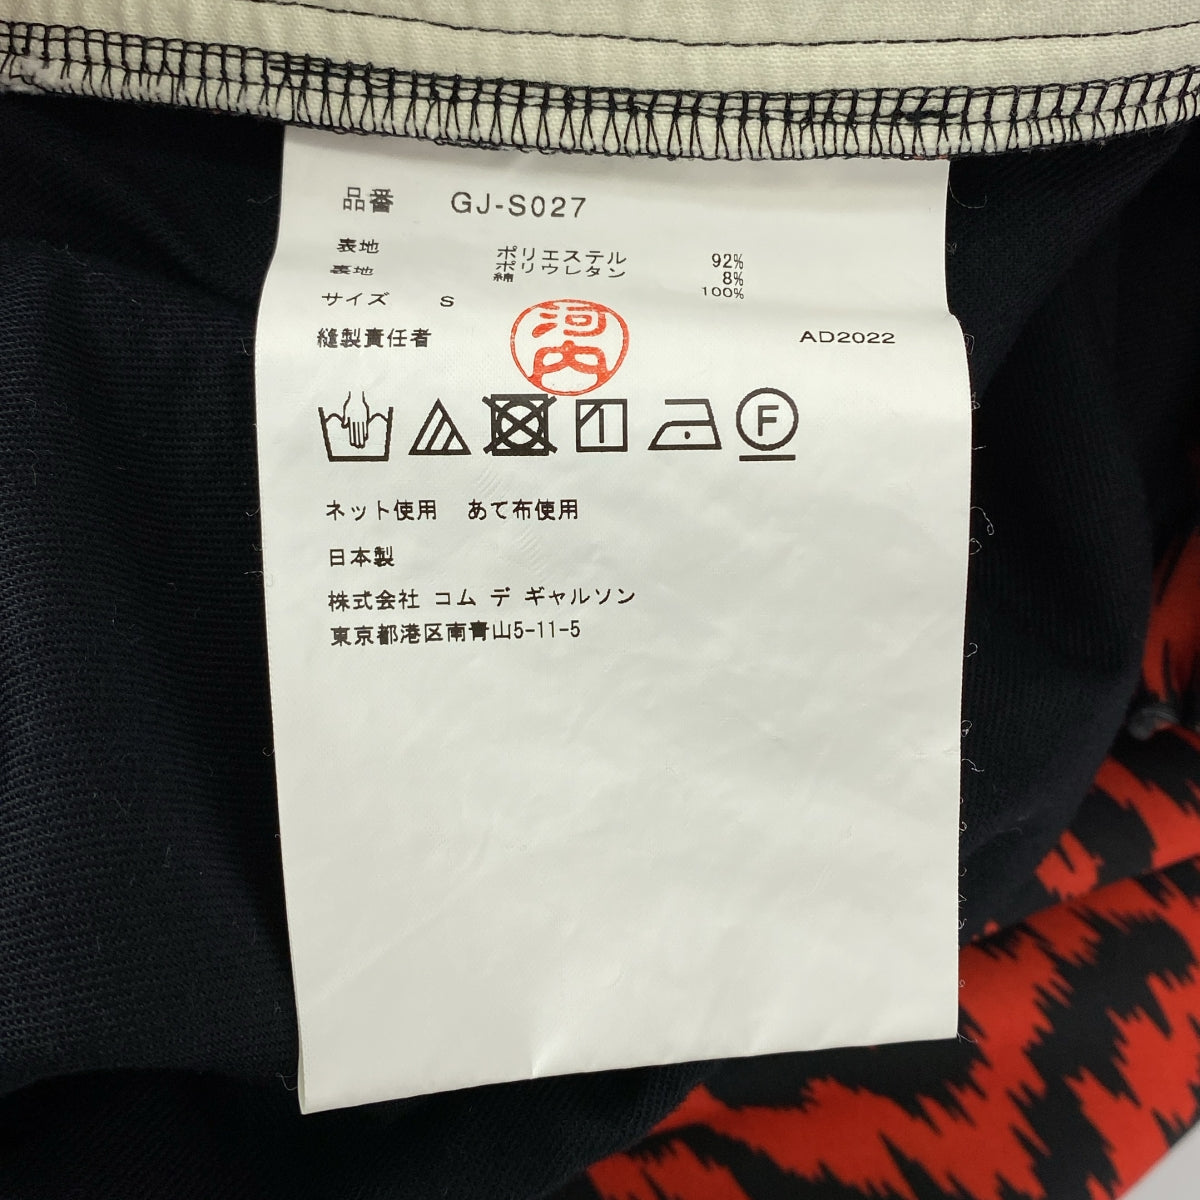 品番 GJ-S027
表地 ポリエステル 92%
ポリウレタン 8%
裏地 綿 100%
サイズ S
縫製責任者 河内 AD2022
F
ネット使用 あて布使用
日本製
株式会社 コム デ ギャルソン
東京都港区南青山5-11-5